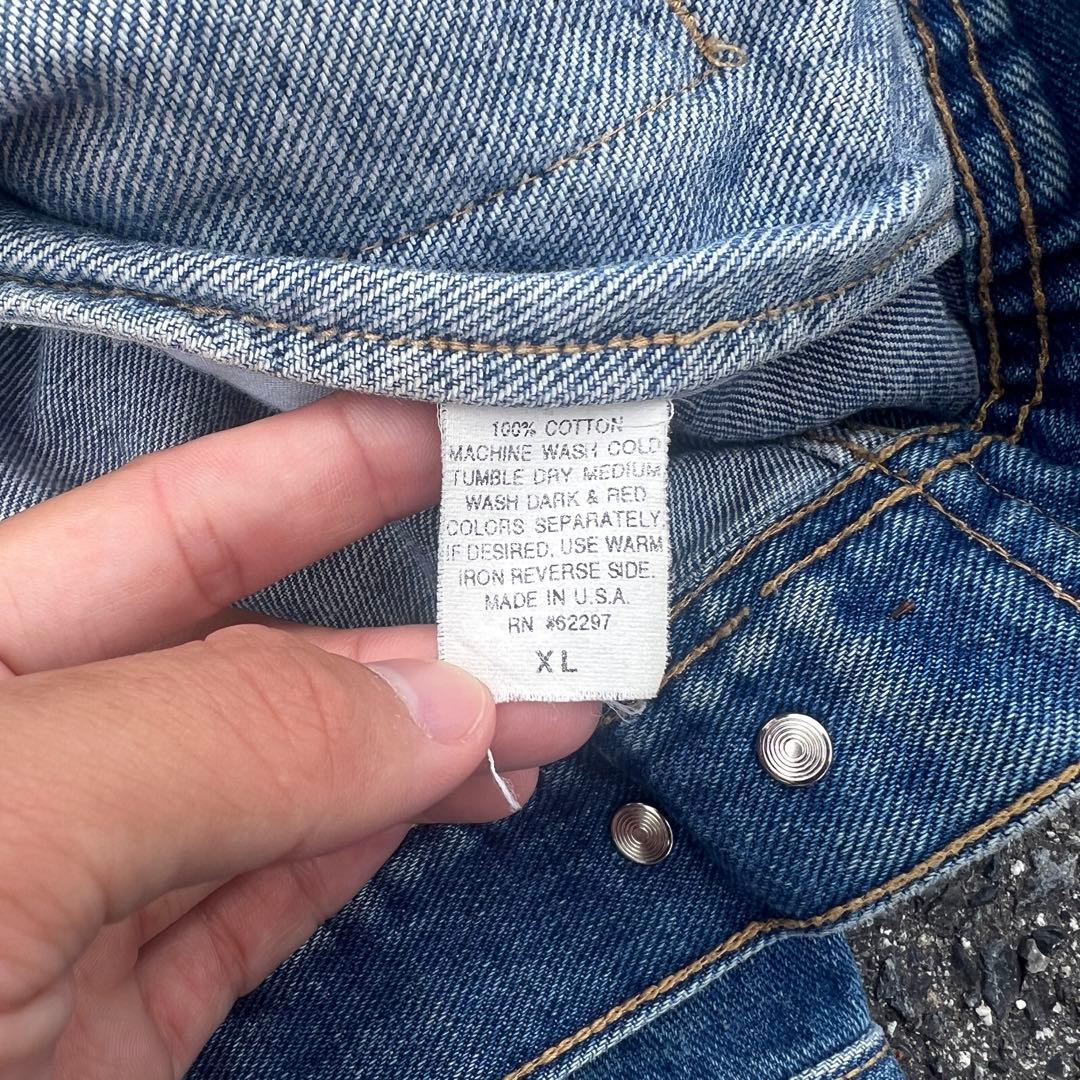 100% COTTON
MACHINE WASH COLD
TUMBLE DRY MEDIUM
WASH DARK & RED
COLORS SEPARATELY.
IF DESIRED, USE WARM
IRON REVERSE SIDE.
MADE IN U.S.A.
RN #62297
XL